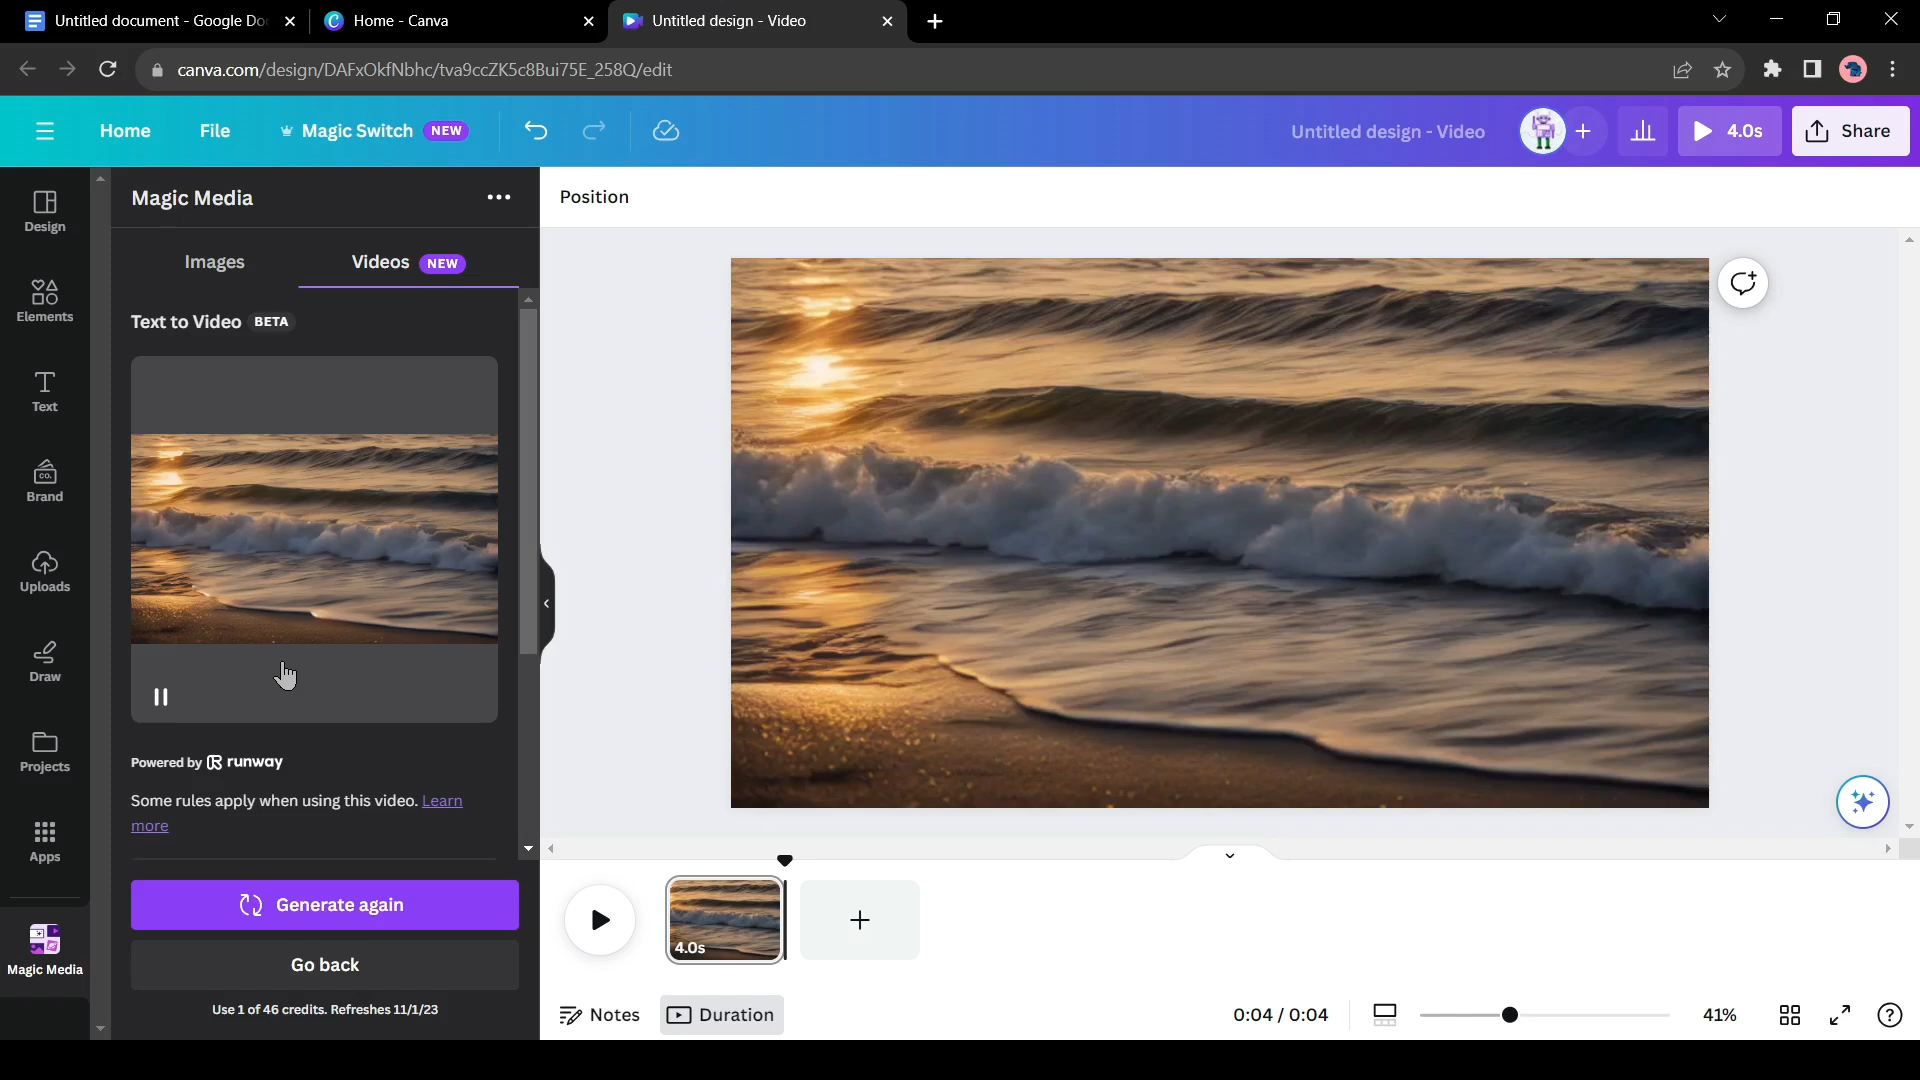 Untitled document - Google Do
Home - Canva
Untitled design - Video
canva.com/design/DAFxOkfNbhc/tva9ccZK5c8Bui75E_258Q/edit
Home
File
Magic Switch NEW
Untitled design - Video
4.0s
Share
Design
Elements
Text
Brand
Uploads
Draw
Projects
Apps
Magic Media
Magic Media
Images
Videos NEW
Text to Video BETA
Powered by runway
Some rules apply when using this video. Learn
more
Generate again
Go back
Use 1 of 46 credits. Refreshes 11/1/23
Position
4.0s
Notes
Duration
0:04 / 0:04
41%
CO.